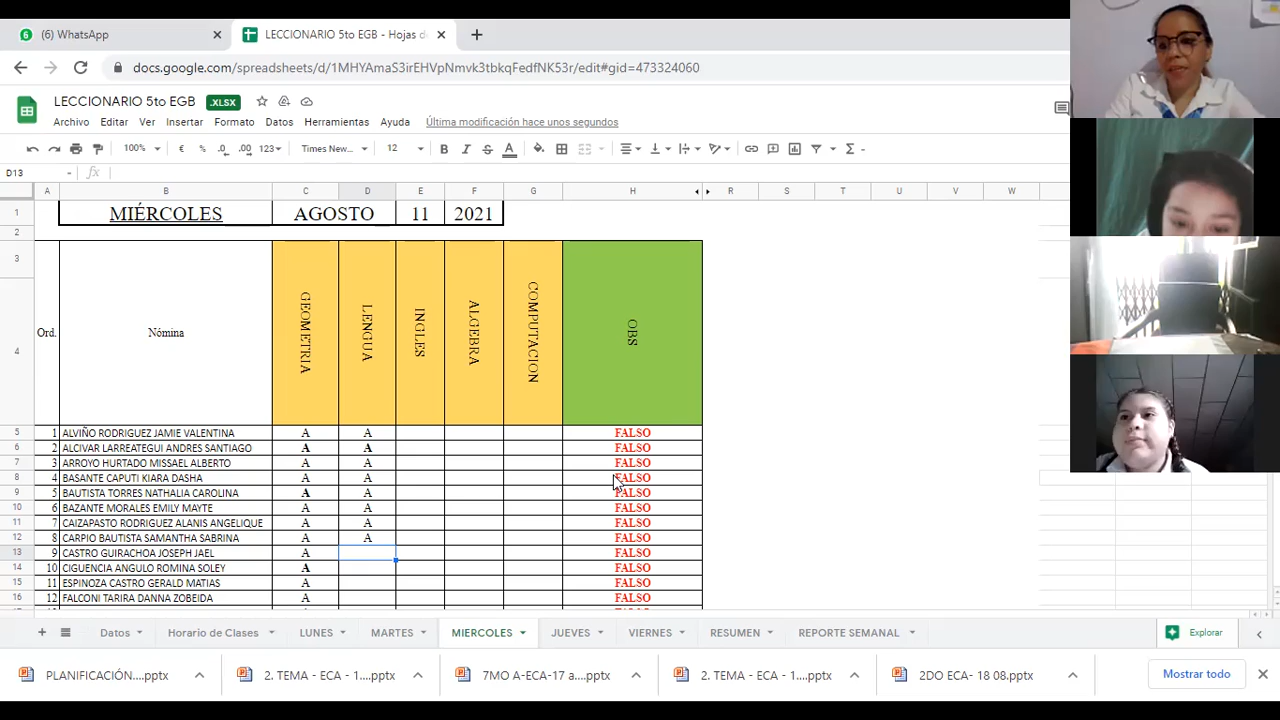 6 (6) WhatsApp × LECCIONARIO 5to EGB - Hojas de × +
docs.google.com/spreadsheets/d/1MHYAmaS3irEHVpNmvk3tbkqFedfNK53r/edit#gid=473324060
LECCIONARIO 5to EGB .XLSX
Archivo Editar Ver Insertar Formato Datos Herramientas Ayuda Última modificación hace unos segundos
100% € % .0 .00 123 Times New... 12 B I S A Σ
D13 fx
A B C D E F G H R S T U V W
1 MIÉRCOLES AGOSTO 11 2021
2
3
4 Ord. Nómina GEOMETRIA LENGUA INGLES ALGEBRA COMPUTACION OBS
5 1 ALVIÑO RODRIGUEZ JAMIE VALENTINA A A FALSO
6 2 ALCIVAR LARREATEGUI ANDRES SANTIAGO A A FALSO
7 3 ARROYO HURTADO MISSAEL ALBERTO A A FALSO
8 4 BASANTE CAPUTI KIARA DASHA A A FALSO
9 5 BAUTISTA TORRES NATHALIA CAROLINA A A FALSO
10 6 BAZANTE MORALES EMILY MAYTE A A FALSO
11 7 CAIZAPASTO RODRIGUEZ ALANIS ANGELIQUE A A FALSO
12 8 CARPIO BAUTISTA SAMANTHA SABRINA A A FALSO
13 9 CASTRO GUIRACHOA JOSEPH JAEL A FALSO
14 10 CIGUENCIA ANGULO ROMINA SOLEY A FALSO
15 11 ESPINOZA CASTRO GERALD MATIAS A FALSO
16 12 FALCONI TARIRA DANNA ZOBEIDA A FALSO
+ Datos Horario de Clases LUNES MARTES MIERCOLES JUEVES VIERNES RESUMEN REPORTE SEMANAL Explorar
PLANIFICACIÓN....pptx 2. TEMA - ECA - 1....pptx 7MO A-ECA-17 a....pptx 2. TEMA - ECA - 1....pptx 2DO ECA- 18 08.pptx Mostrar todo ×